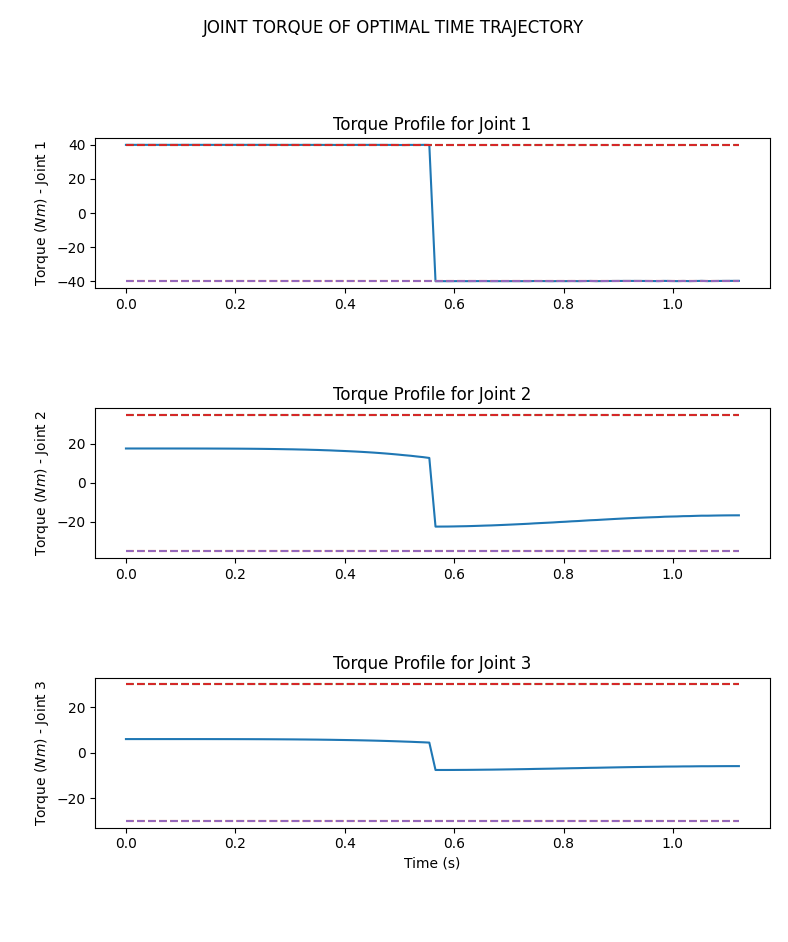 JOINT TORQUE OF OPTIMAL TIME TRAJECTORY
Torque Profile for Joint 1
Torque (Nm) - Joint 1
40
20
0
−20
−40
0.0 0.2 0.4 0.6 0.8 1.0
Torque Profile for Joint 2
Torque (Nm) - Joint 2
20
0
−20
0.0 0.2 0.4 0.6 0.8 1.0
Torque Profile for Joint 3
Torque (Nm) - Joint 3
20
0
−20
0.0 0.2 0.4 0.6 0.8 1.0
Time (s)